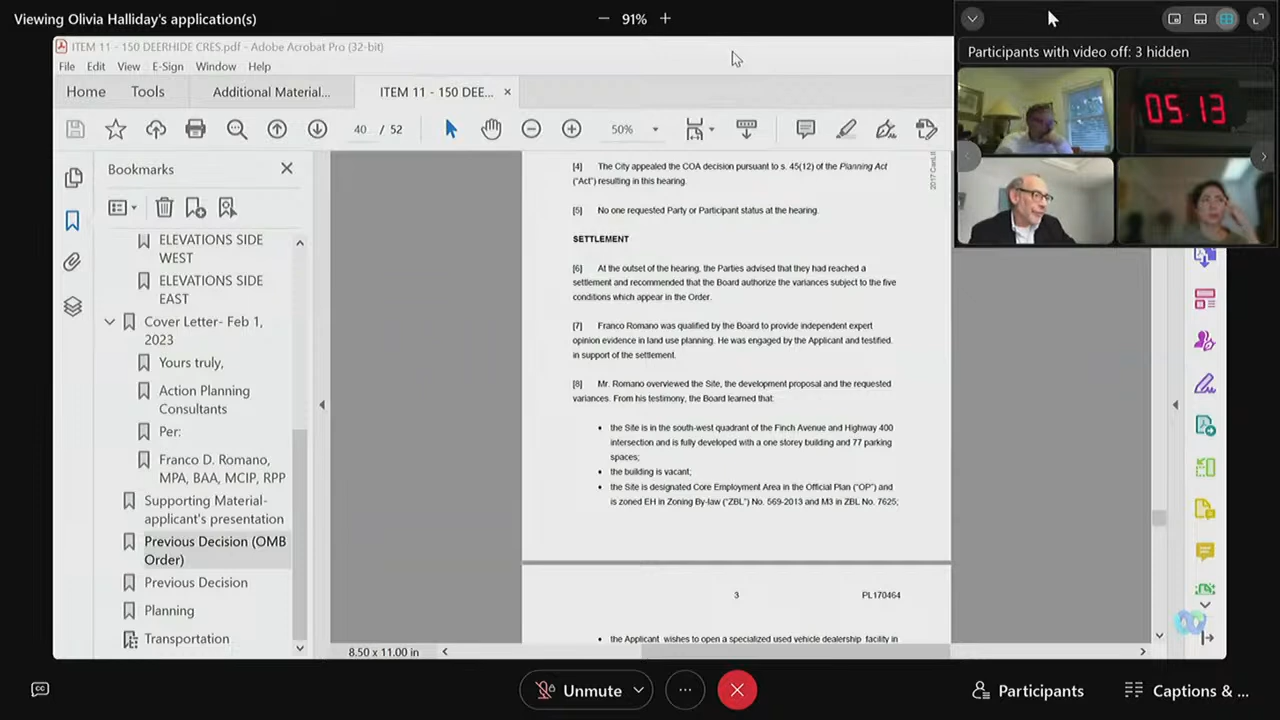 Viewing Olivia Halliday's application(s)
91%
Participants with video off: 3 hidden
05:13
ITEM 11 - 150 DEERHIDE CRES.pdf - Adobe Acrobat Pro (32-bit)
File Edit View E-Sign Window Help
Home Tools Additional Material... ITEM 11 - 150 DEE...
40 / 52 50%
Bookmarks
ELEVATIONS SIDE
WEST
ELEVATIONS SIDE
EAST
Cover Letter- Feb 1,
2023
Yours truly,
Action Planning
Consultants
Per:
Franco D. Romano,
MPA, BAA, MCIP, RPP
Supporting Material-
applicant's presentation
Previous Decision (OMB
Order)
Previous Decision
Planning
Transportation
[4] The City appealed the COA decision pursuant to s. 45(12) of the Planning Act
("Act") resulting in this hearing.
[5] No one requested Party or Participant status at the hearing.
SETTLEMENT
[6] At the outset of the hearing, the Parties advised that they had reached a
settlement and recommended that the Board authorize the variances subject to the five
conditions which appear in the Order.
[7] Franco Romano was qualified by the Board to provide independent expert
opinion evidence in land use planning. He was engaged by the Applicant and testified
in support of the settlement.
[8] Mr. Romano overviewed the Site, the development proposal and the requested
variances. From his testimony, the Board learned that:
• the Site is in the south-west quadrant of the Finch Avenue and Highway 400
intersection and is fully developed with a one storey building and 77 parking
spaces;
• the building is vacant;
• the Site is designated Core Employment Area in the Official Plan ("OP") and
is zoned EH in Zoning By-law ("ZBL") No. 569-2013 and M3 in ZBL No. 7625;
3 PL170464
• the Applicant wishes to open a specialized used vehicle dealership facility in
8.50 x 11.00 in
Unmute
Participants
Captions & ...